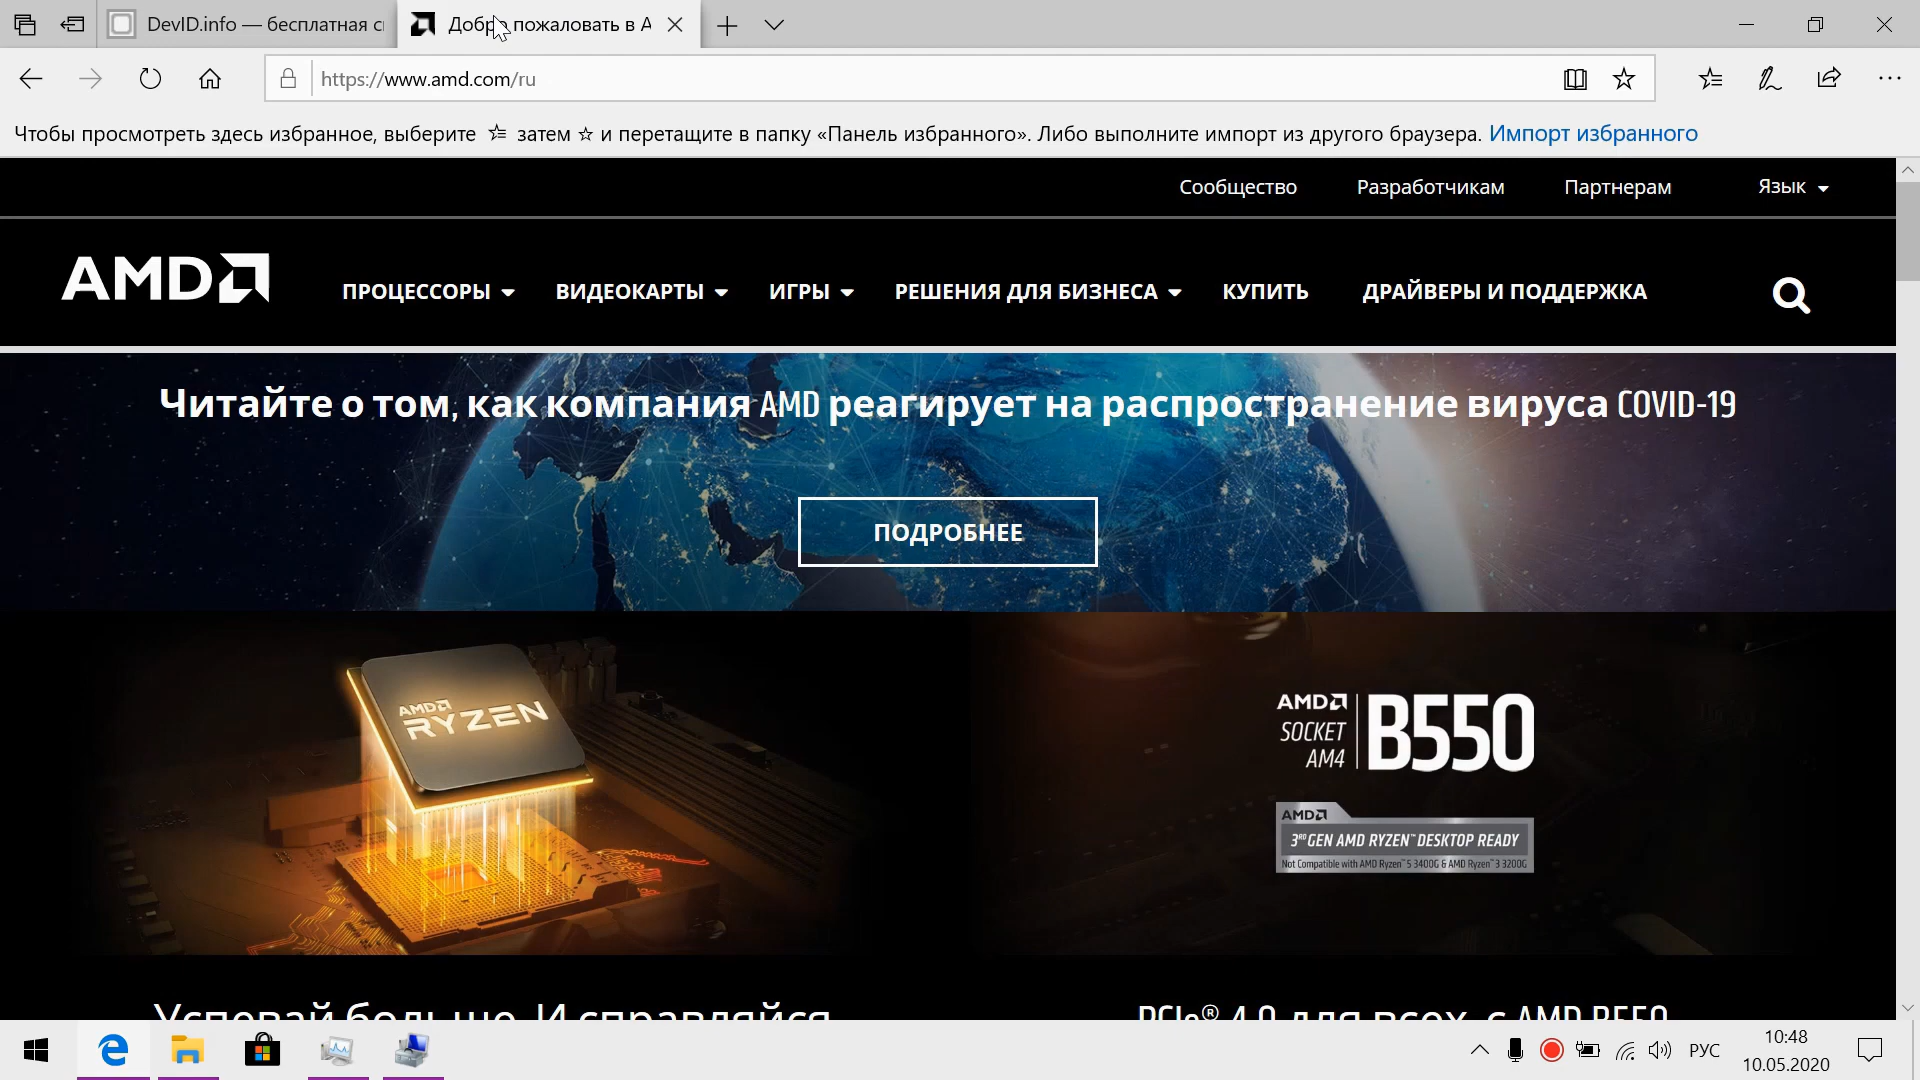 DevID.info — бесплатная с
Добро пожаловать в A
https://www.amd.com/ru
Чтобы просмотреть здесь избранное, выберите затем ☆ и перетащите в папку «Панель избранного». Либо выполните импорт из другого браузера. Импорт избранного
Сообщество Разработчикам Партнерам Язык
AMD
ПРОЦЕССОРЫ ВИДЕОКАРТЫ ИГРЫ РЕШЕНИЯ ДЛЯ БИЗНЕСА КУПИТЬ ДРАЙВЕРЫ И ПОДДЕРЖКА
Читайте о том, как компания AMD реагирует на распространение вируса COVID-19
ПОДРОБНЕЕ
AMD
RYZEN
AMD
SOCKET
AM4
B550
AMD
3RD GEN AMD RYZEN™ DESKTOP READY
Not Compatible with AMD Ryzen™ 5 3400G & AMD Ryzen™ 3 3200G
Успевай больше. И справляйся
PCIe® 4.0 для всех, с AMD B550
РУС
10:48
10.05.2020